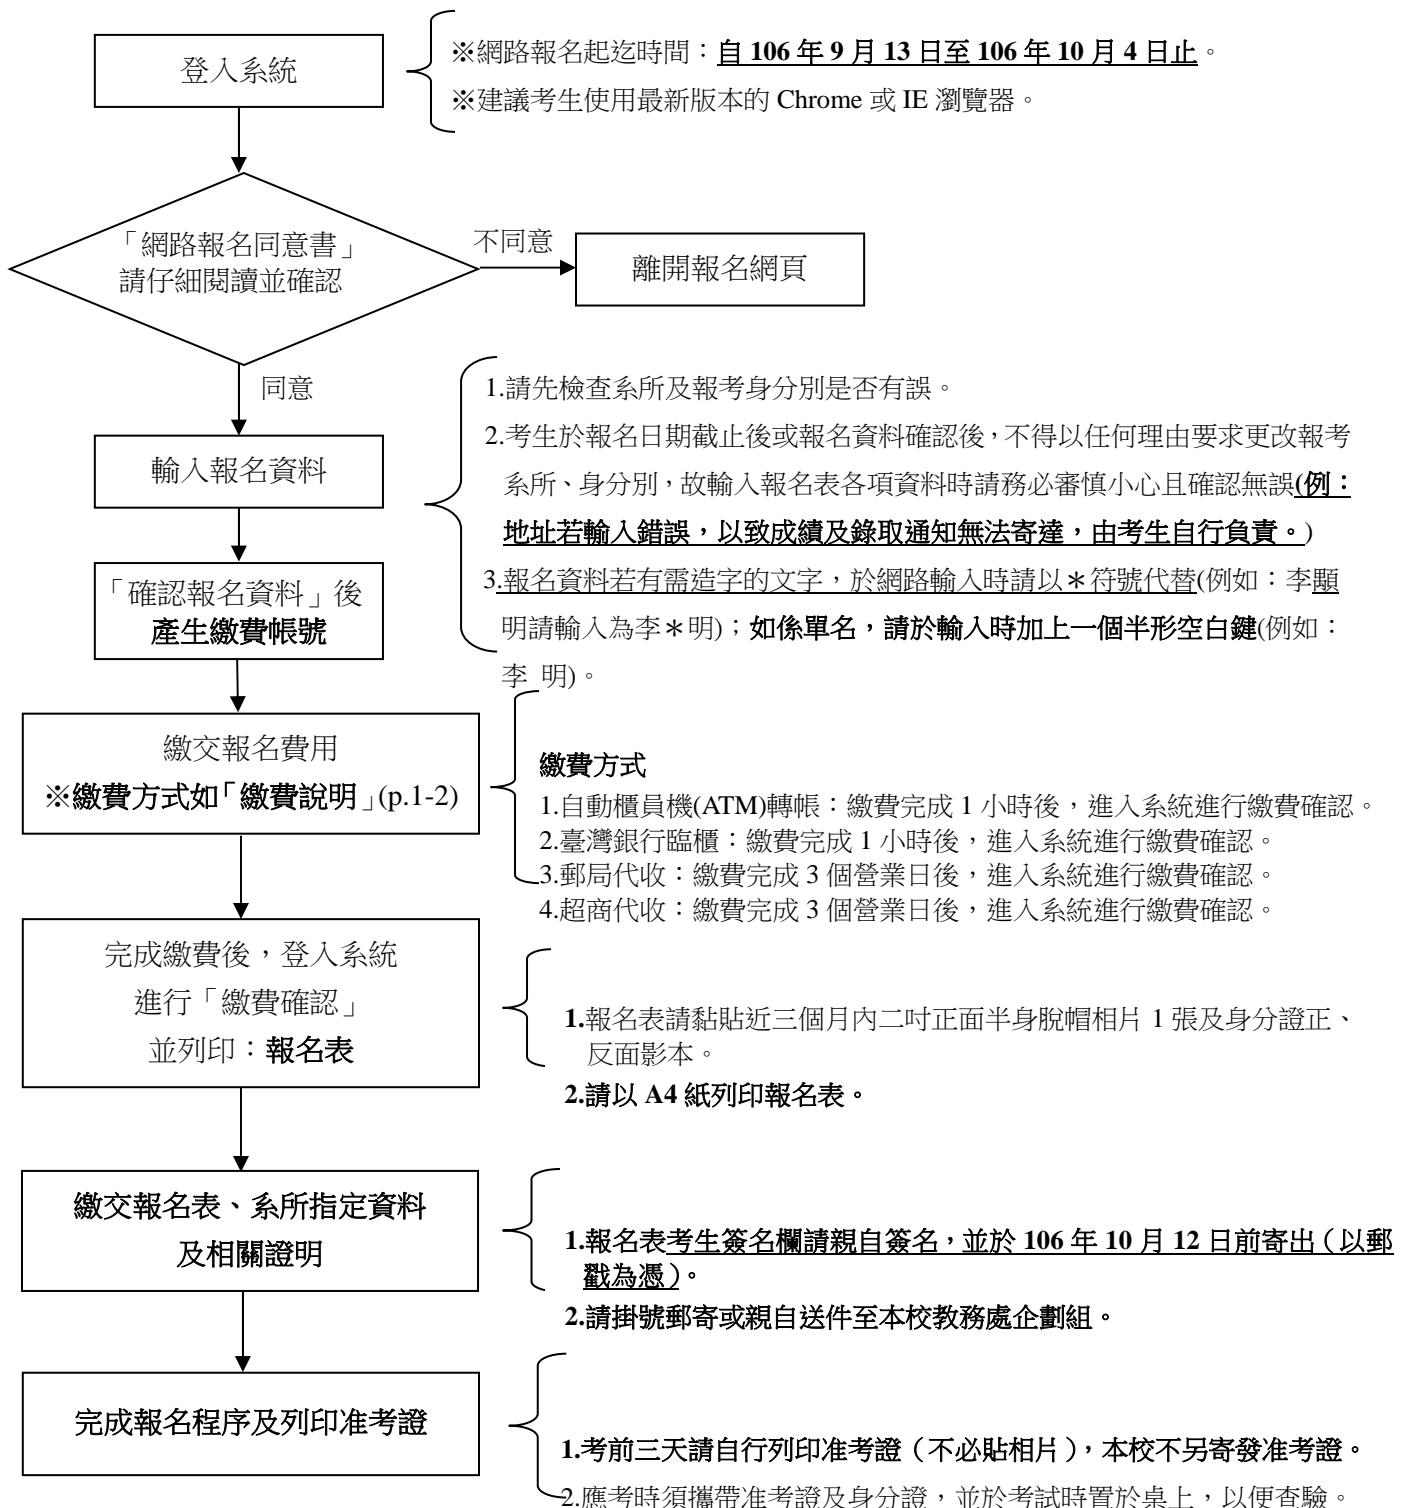 登入系統
※網路報名起迄時間：自 106 年 9 月 13 日至 106 年 10 月 4 日止。
※建議考生使用最新版本的 Chrome 或 IE 瀏覽器。
「網路報名同意書」
請仔細閱讀並確認
不同意
離開報名網頁
同意
輸入報名資料
1.請先檢查系所及報考身分別是否有誤。
2.考生於報名日期截止後或報名資料確認後，不得以任何理由要求更改報考
系所、身分別，故輸入報名表各項資料時請務必審慎小心且確認無誤(例：
地址若輸入錯誤，以致成績及錄取通知無法寄達，由考生自行負責。)
3.報名資料若有需造字的文字，於網路輸入時請以＊符號代替(例如：李顯
明請輸入為李＊明)；如係單名，請於輸入時加上一個半形空白鍵(例如：
李 明)。
「確認報名資料」後
產生繳費帳號
繳交報名費用
※繳費方式如「繳費說明」(p.1-2)
繳費方式
1.自動櫃員機(ATM)轉帳：繳費完成 1 小時後，進入系統進行繳費確認。
2.臺灣銀行臨櫃：繳費完成 1 小時後，進入系統進行繳費確認。
3.郵局代收：繳費完成 3 個營業日後，進入系統進行繳費確認。
4.超商代收：繳費完成 3 個營業日後，進入系統進行繳費確認。
完成繳費後，登入系統
進行「繳費確認」
並列印：報名表
1.報名表請黏貼近三個月內二吋正面半身脫帽相片 1 張及身分證正、
反面影本。
2.請以 A4 紙列印報名表。
繳交報名表、系所指定資料
及相關證明
1.報名表考生簽名欄請親自簽名，並於 106 年 10 月 12 日前寄出（以郵
戳為憑）。
2.請掛號郵寄或親自送件至本校教務處企劃組。
完成報名程序及列印准考證
1.考前三天請自行列印准考證（不必貼相片），本校不另寄發准考證。
2.應考時須攜帶准考證及身分證，並於考試時置於桌上，以便查驗。